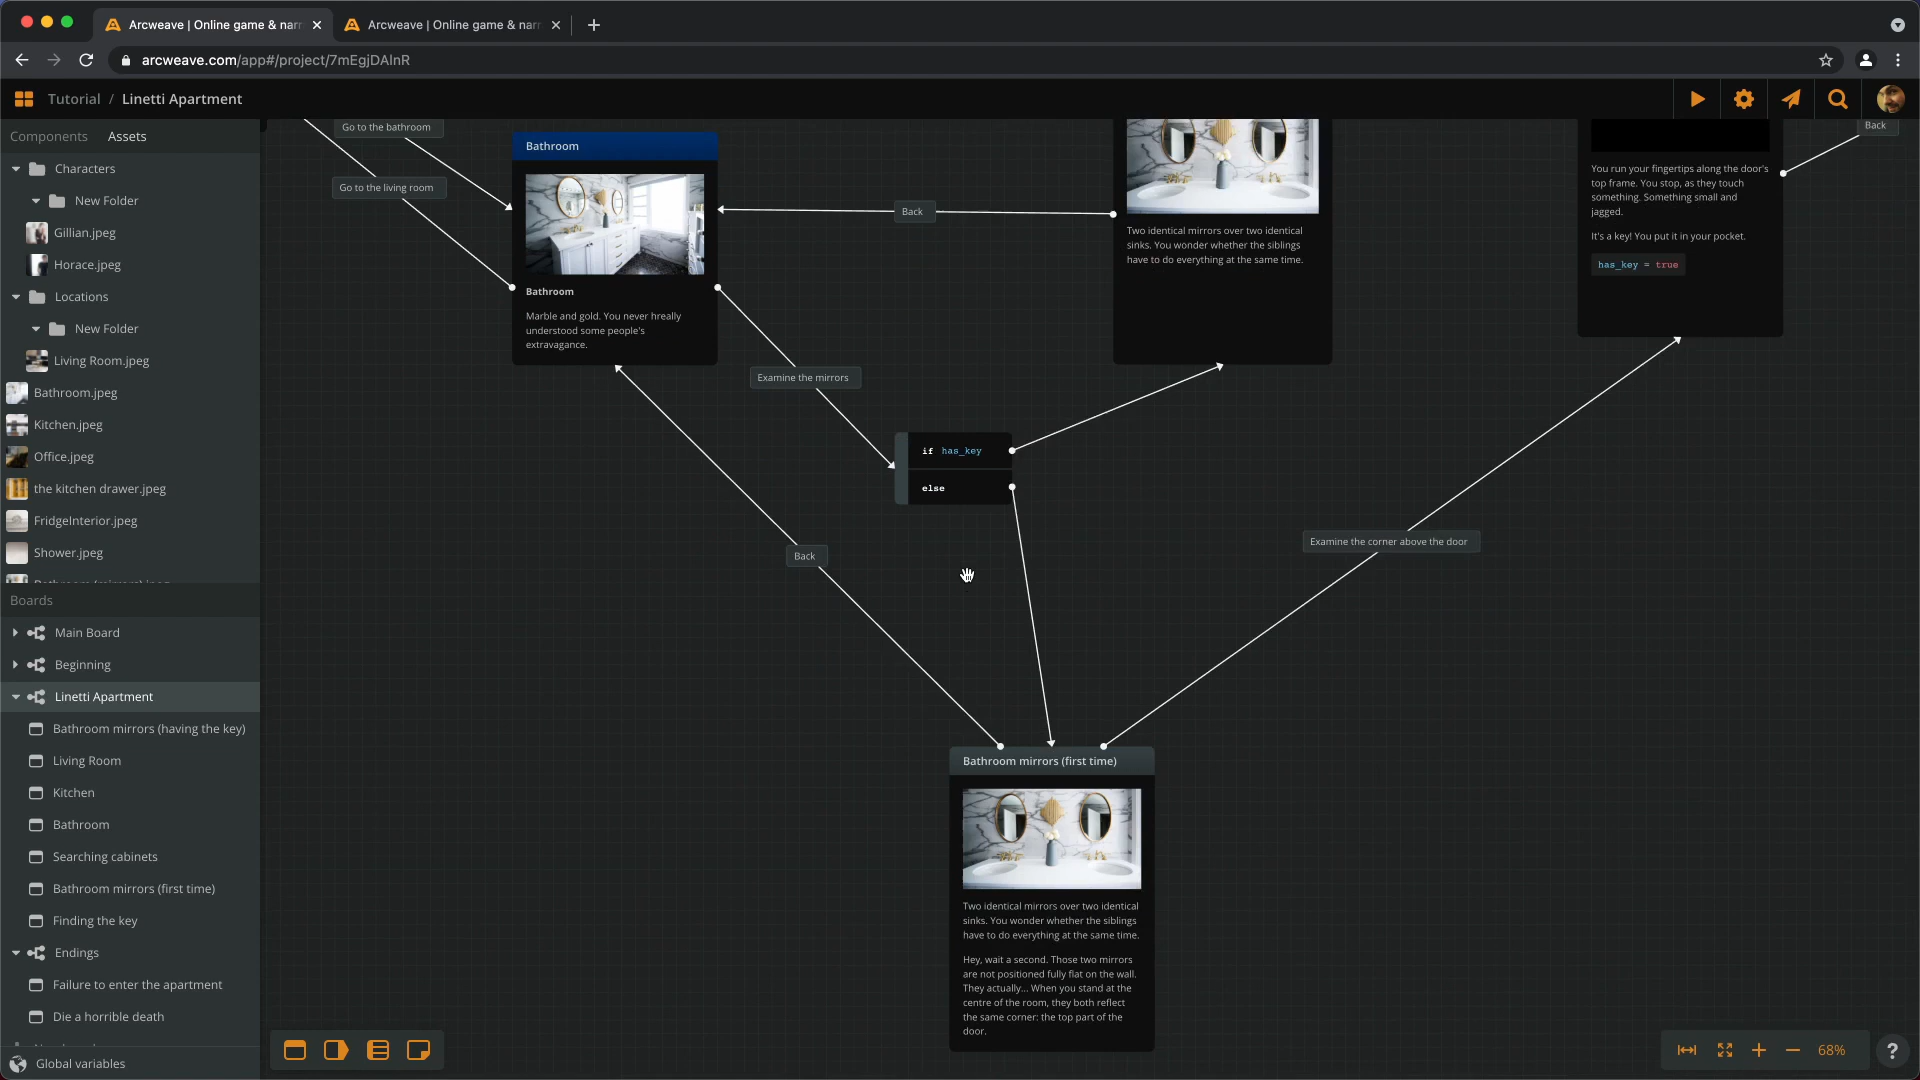 Arcweave | Online game & narr
Arcweave | Online game & narr
arcweave.com/app#/project/7mEgjDAlnR
Tutorial / Linetti Apartment
Components
Assets
Characters
New Folder
Gillian.jpeg
Horace.jpeg
Locations
New Folder
Living Room.jpeg
Bathroom.jpeg
Kitchen.jpeg
Office.jpeg
the kitchen drawer.jpeg
FridgeInterior.jpeg
Shower.jpeg
Boards
Main Board
Beginning
Linetti Apartment
Bathroom mirrors (having the key)
Living Room
Kitchen
Bathroom
Searching cabinets
Bathroom mirrors (first time)
Finding the key
Endings
Failure to enter the apartment
Die a horrible death
Global variables
Go to the bathroom
Go to the living room
Bathroom
Bathroom
Marble and gold. You never hreally
understood some people's
extravagance.
Back
Two identical mirrors over two identical
sinks. You wonder whether the siblings
have to do everything at the same time.
Back
You run your fingertips along the door's
top frame. You stop, as they touch
something. Something small and
jagged.
It's a key! You put it in your pocket.
has_key = true
Examine the mirrors
if has_key
else
Back
Examine the corner above the door
Bathroom mirrors (first time)
Two identical mirrors over two identical
sinks. You wonder whether the siblings
have to do everything at the same time.
Hey, wait a second. Those two mirrors
are not positioned fully flat on the wall.
They actually... When you stand at the
centre of the room, they both reflect
the same corner: the top part of the
door.
68%
?